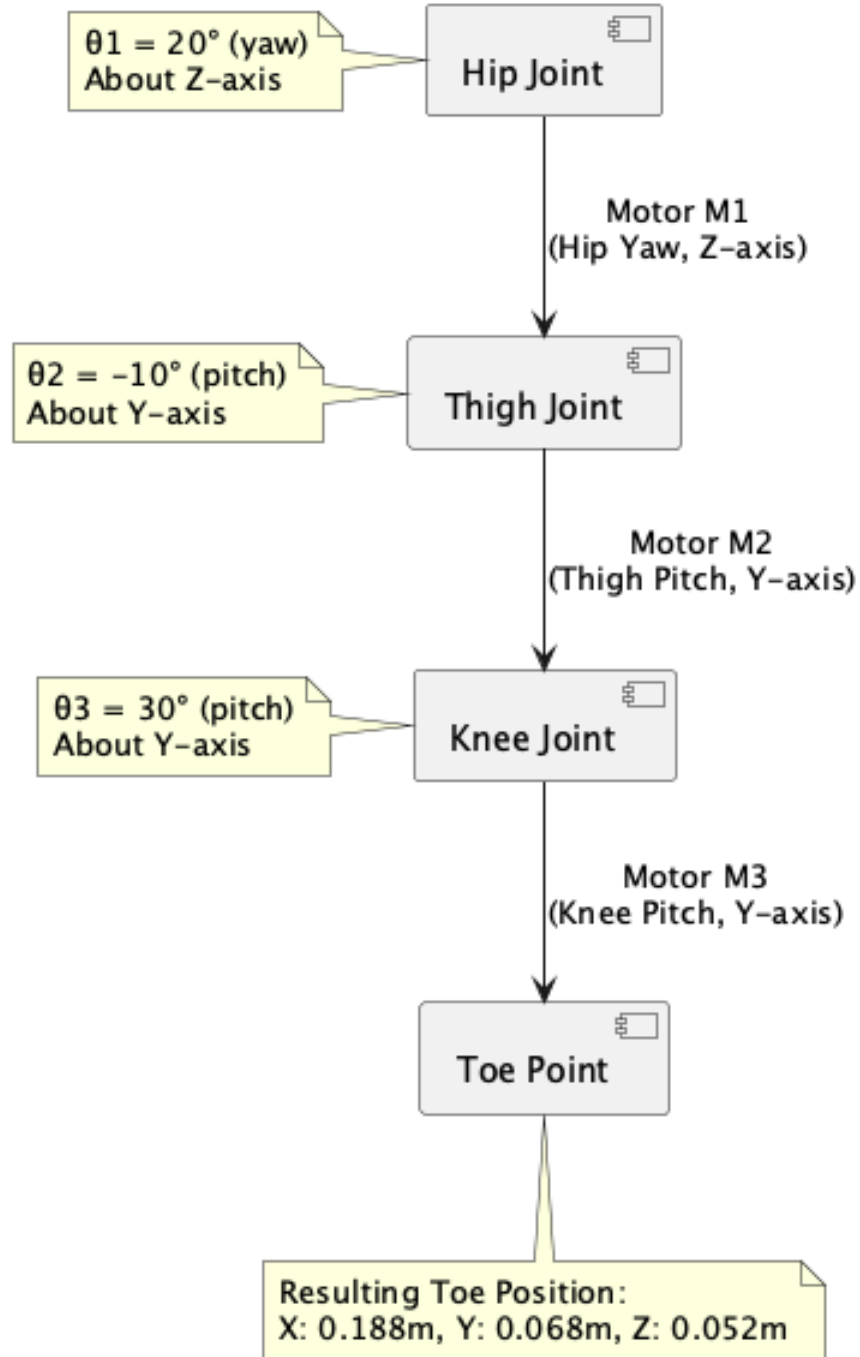 θ1 = 20° (yaw)
About Z-axis
Hip Joint
Motor M1
(Hip Yaw, Z-axis)
θ2 = -10° (pitch)
About Y-axis
Thigh Joint
Motor M2
(Thigh Pitch, Y-axis)
θ3 = 30° (pitch)
About Y-axis
Knee Joint
Motor M3
(Knee Pitch, Y-axis)
Toe Point
Resulting Toe Position:
X: 0.188m, Y: 0.068m, Z: 0.052m